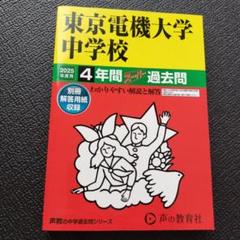 東京電機大学
中学校
2025
年度用
4年間スーパー過去問
別冊
解答用紙
収録
わかりやすい解説と解答
声教の中学過去問シリーズ
声の教育社